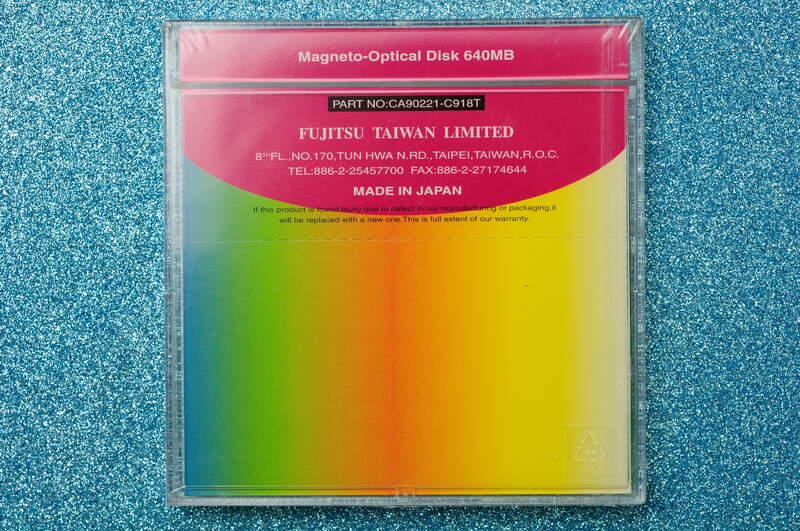 Magneto-Optical Disk 640MB
PART NO:CA90221-C918T
FUJITSU TAIWAN LIMITED
8'TH FL.,NO.170,TUN HWA N.RD.,TAIPEI,TAIWAN,R.O.C.
TEL:886-2-25457700 FAX:886-2-27174644
MADE IN JAPAN
If this product is found faulty due to defect in our manufacturing or packaging,it
will be replaced with a new one.This is full extent of our warranty.